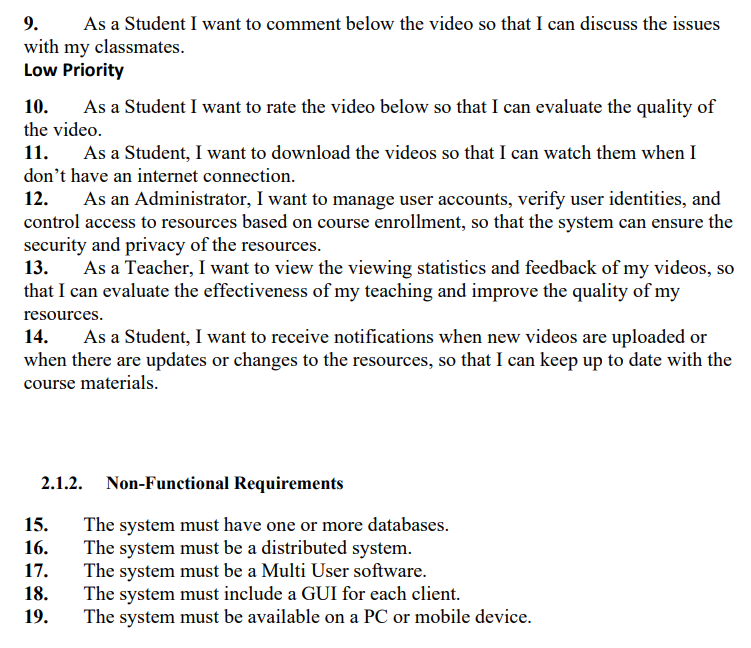 9. As a Student I want to comment below the video so that I can discuss the issues
with my classmates.
Low Priority
10. As a Student I want to rate the video below so that I can evaluate the quality of
the video.
11. As a Student, I want to download the videos so that I can watch them when I
don’t have an internet connection.
12. As an Administrator, I want to manage user accounts, verify user identities, and
control access to resources based on course enrollment, so that the system can ensure the
security and privacy of the resources.
13. As a Teacher, I want to view the viewing statistics and feedback of my videos, so
that I can evaluate the effectiveness of my teaching and improve the quality of my
resources.
14. As a Student, I want to receive notifications when new videos are uploaded or
when there are updates or changes to the resources, so that I can keep up to date with the
course materials.
2.1.2. Non-Functional Requirements
15. The system must have one or more databases.
16. The system must be a distributed system.
17. The system must be a Multi User software.
18. The system must include a GUI for each client.
19. The system must be available on a PC or mobile device.